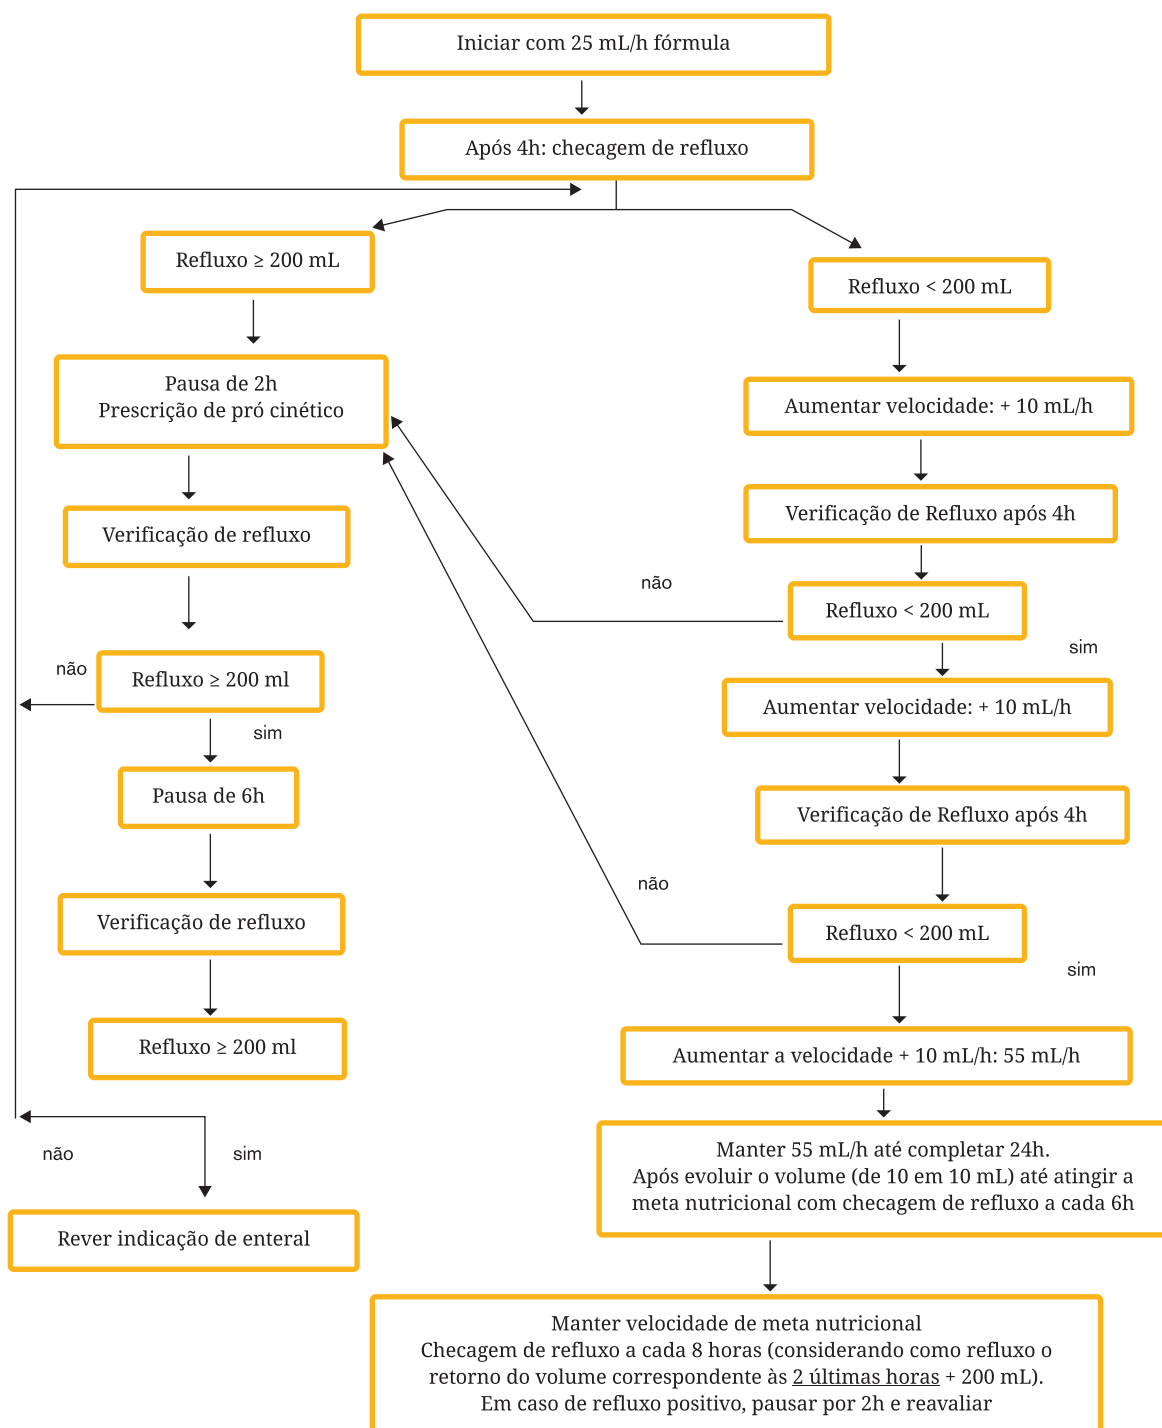 Iniciar com 25 mL/h fórmula
Após 4h: checagem de refluxo
Refluxo ≥ 200 mL
Pausa de 2h
Prescrição de pró cinético
Verificação de refluxo
não
Refluxo ≥ 200 ml
sim
Pausa de 6h
Verificação de refluxo
Refluxo ≥ 200 ml
não
sim
Rever indicação de enteral
Refluxo < 200 mL
Aumentar velocidade: + 10 mL/h
Verificação de Refluxo após 4h
não
Refluxo < 200 mL
sim
Aumentar velocidade: + 10 mL/h
Verificação de Refluxo após 4h
não
Refluxo < 200 mL
sim
Aumentar a velocidade + 10 mL/h: 55 mL/h
Manter 55 mL/h até completar 24h.
Após evoluir o volume (de 10 em 10 mL) até atingir a
meta nutricional com checagem de refluxo a cada 6h
Manter velocidade de meta nutricional
Checagem de refluxo a cada 8 horas (considerando como refluxo o
retorno do volume correspondente às 2 últimas horas + 200 mL).
Em caso de refluxo positivo, pausar por 2h e reavaliar